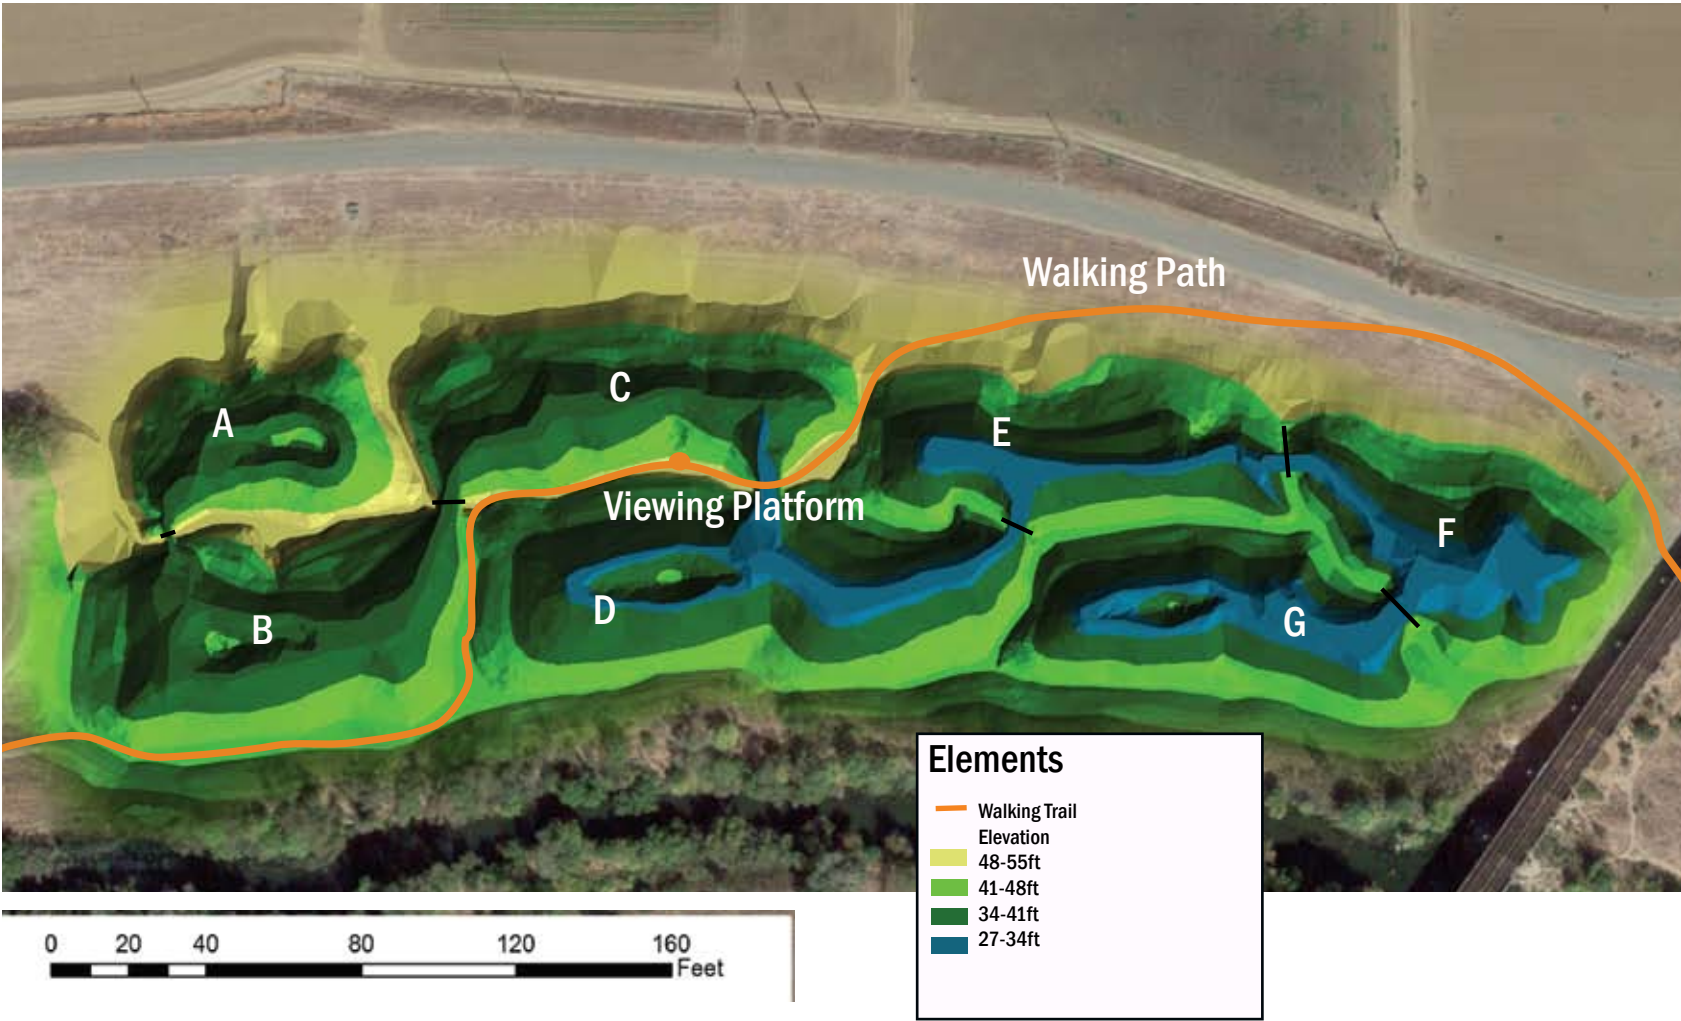 Walking Path
C
A
E
Viewing Platform
F
D
B
G
Elements
Walking Trail
Elevation
48-55ft
41-48ft
34-41ft
27-34ft
0 20 40 80 120 160
Feet